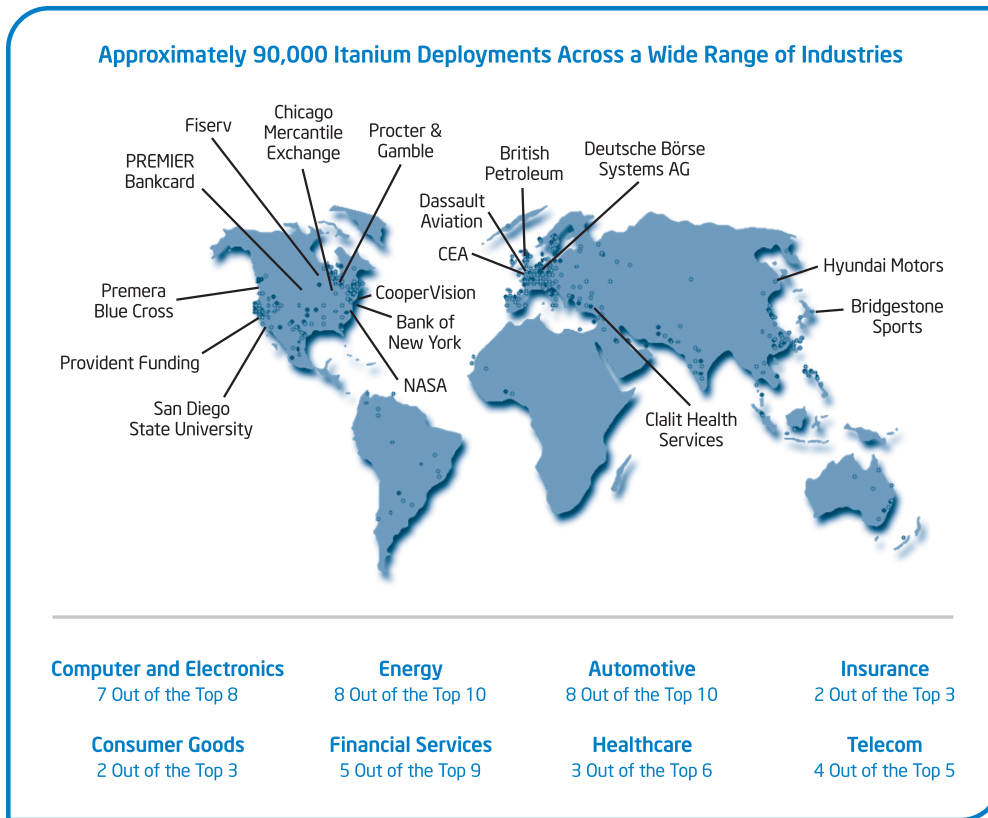 Approximately 90,000 Itanium Deployments Across a Wide Range of Industries
Fiserv
Chicago
Mercantile
Exchange
Procter &
Gamble
PREMIER
Bankcard
British
Petroleum
Deutsche Börse
Systems AG
Dassault
Aviation
CEA
Hyundai Motors
Premera
Blue Cross
CooperVision
Bridgestone
Sports
Bank of
New York
Provident Funding
NASA
San Diego
State University
Clalit Health
Services
Computer and Electronics
7 Out of the Top 8
Energy
8 Out of the Top 10
Automotive
8 Out of the Top 10
Insurance
2 Out of the Top 3
Consumer Goods
2 Out of the Top 3
Financial Services
5 Out of the Top 9
Healthcare
3 Out of the Top 6
Telecom
4 Out of the Top 5